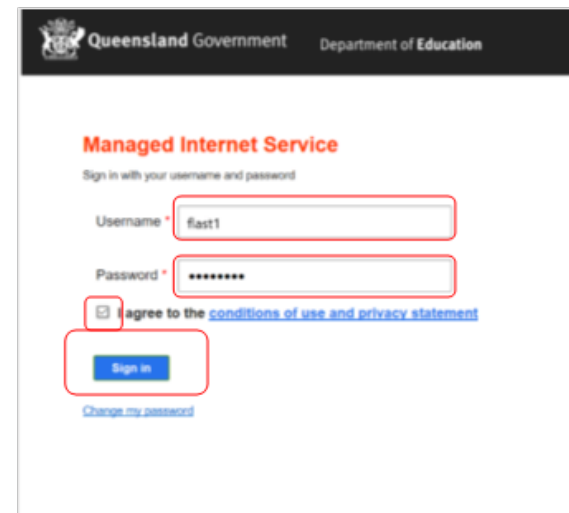 Queensland Government Department of Education
Managed Internet Service
Sign in with your username and password
Username * flast1
Password * ••••••••
I agree to the conditions of use and privacy statement
Sign in
Change my password